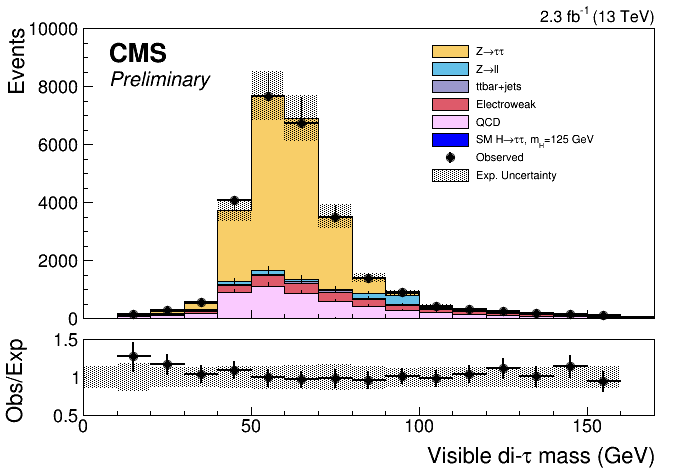 2.3 fb⁻¹ (13 TeV)
Events
10000
8000
6000
4000
2000
0
CMS
Preliminary
Z→ττ
Z→ll
ttbar+jets
Electroweak
QCD
SM H→ττ, m_H=125 GeV
Observed
Exp. Uncertainty
Obs/Exp
1.5
1
0.5
0 50 100 150
Visible di-τ mass (GeV)